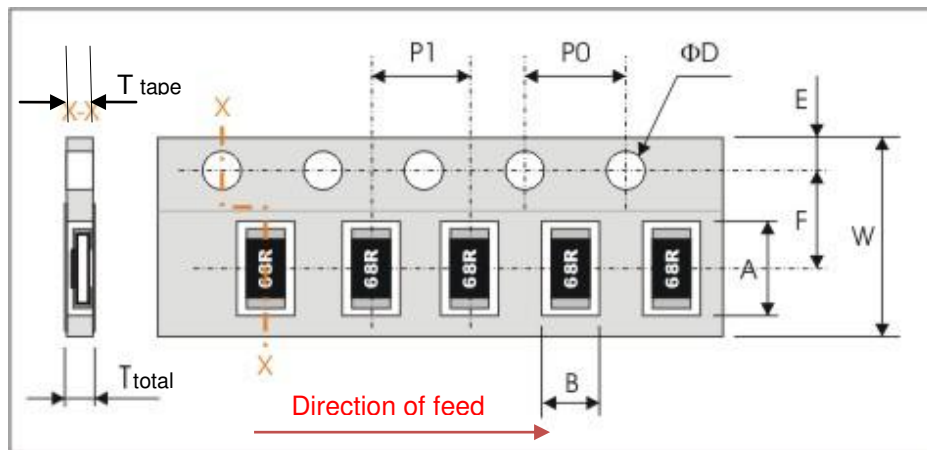 P1
P0
ΦD
T tape
X-X
X
E
F
W
A
68R
68R
68R
68R
68R
X
B
Ttotal
Direction of feed